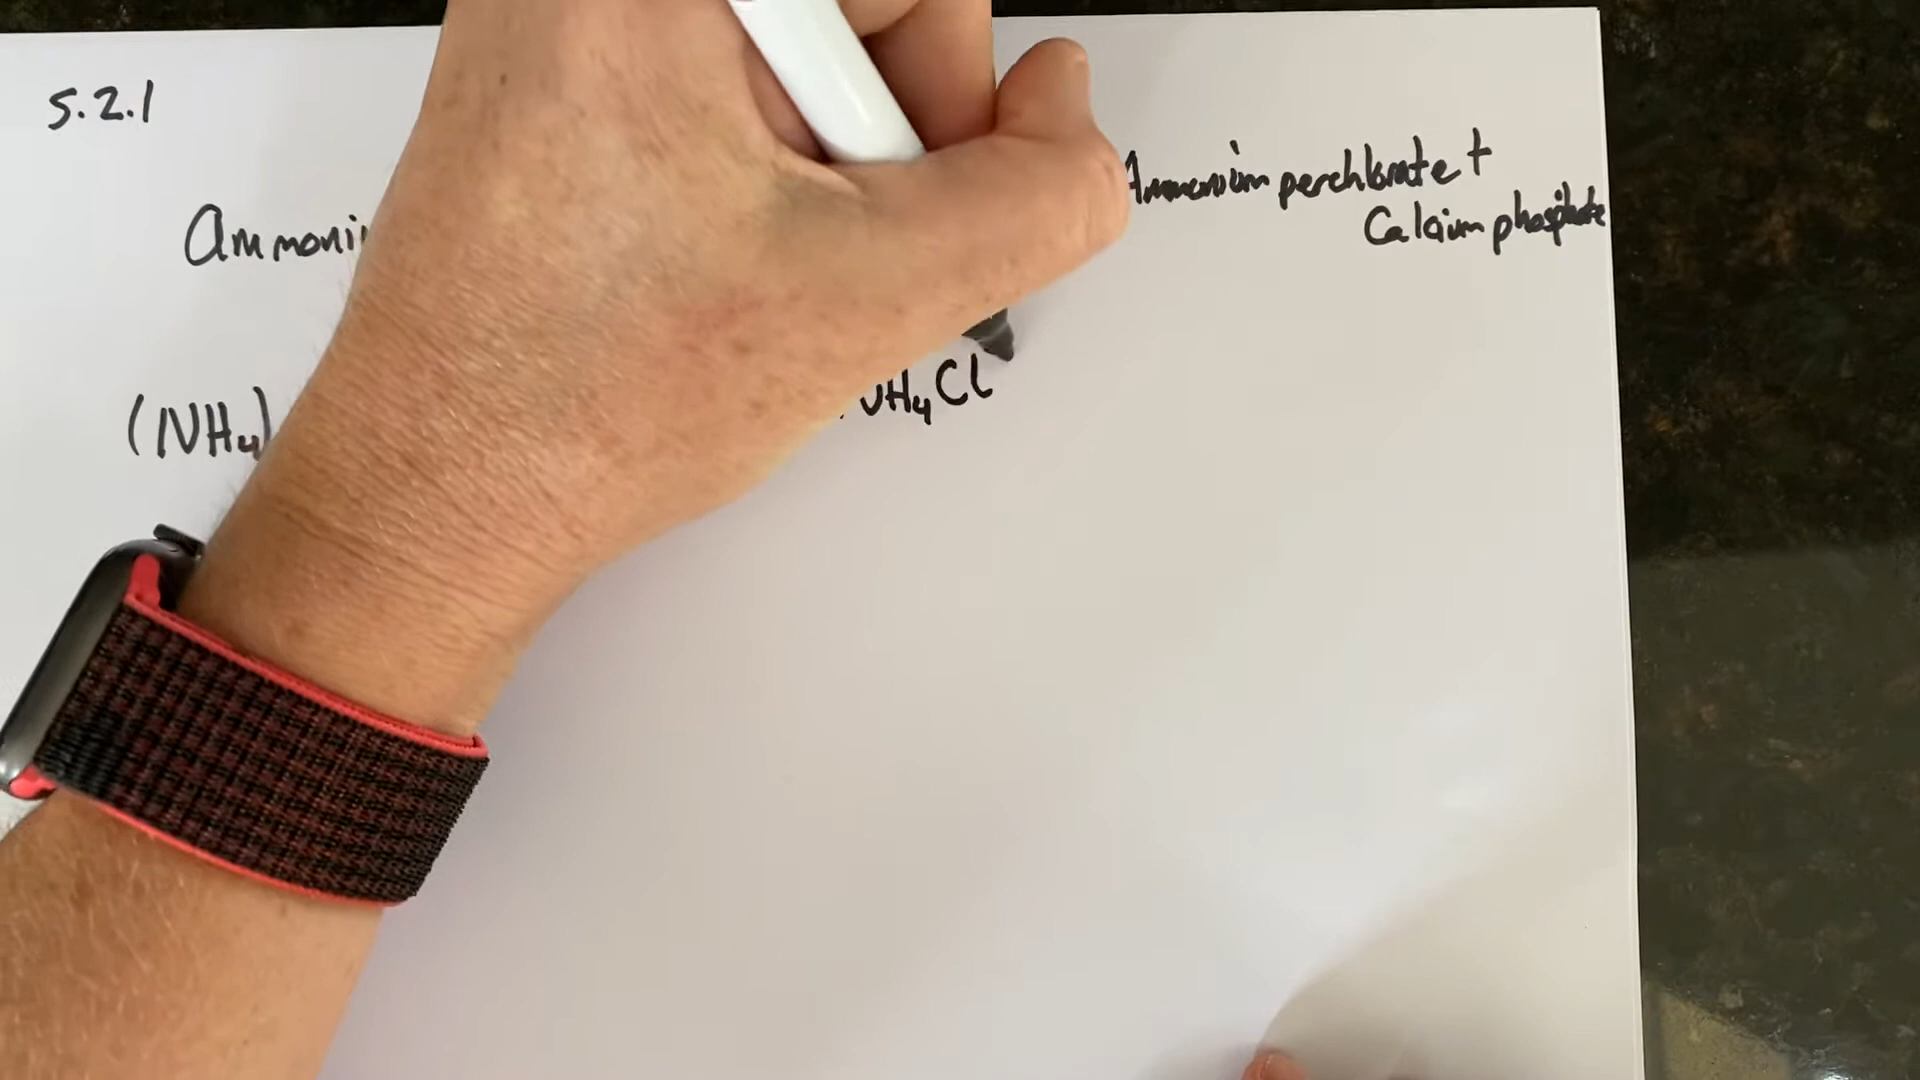 5.2.1
Ammonium perchlorate +
Calcium phosphate
Ammoni
(NH4)
NH4Cl